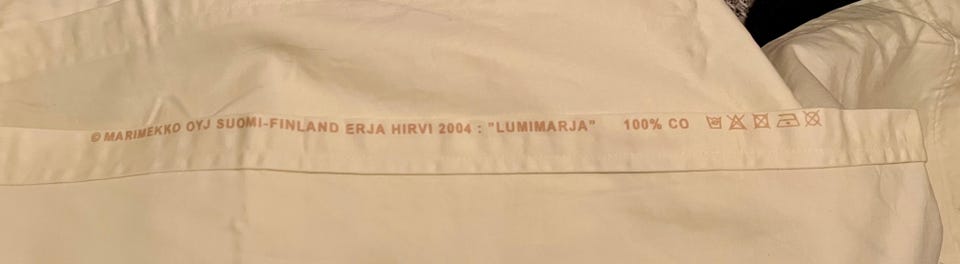 © MARIMEKKO OYJ SUOMI-FINLAND ERJA HIRVI 2004 : "LUMIMARJA" 100% CO